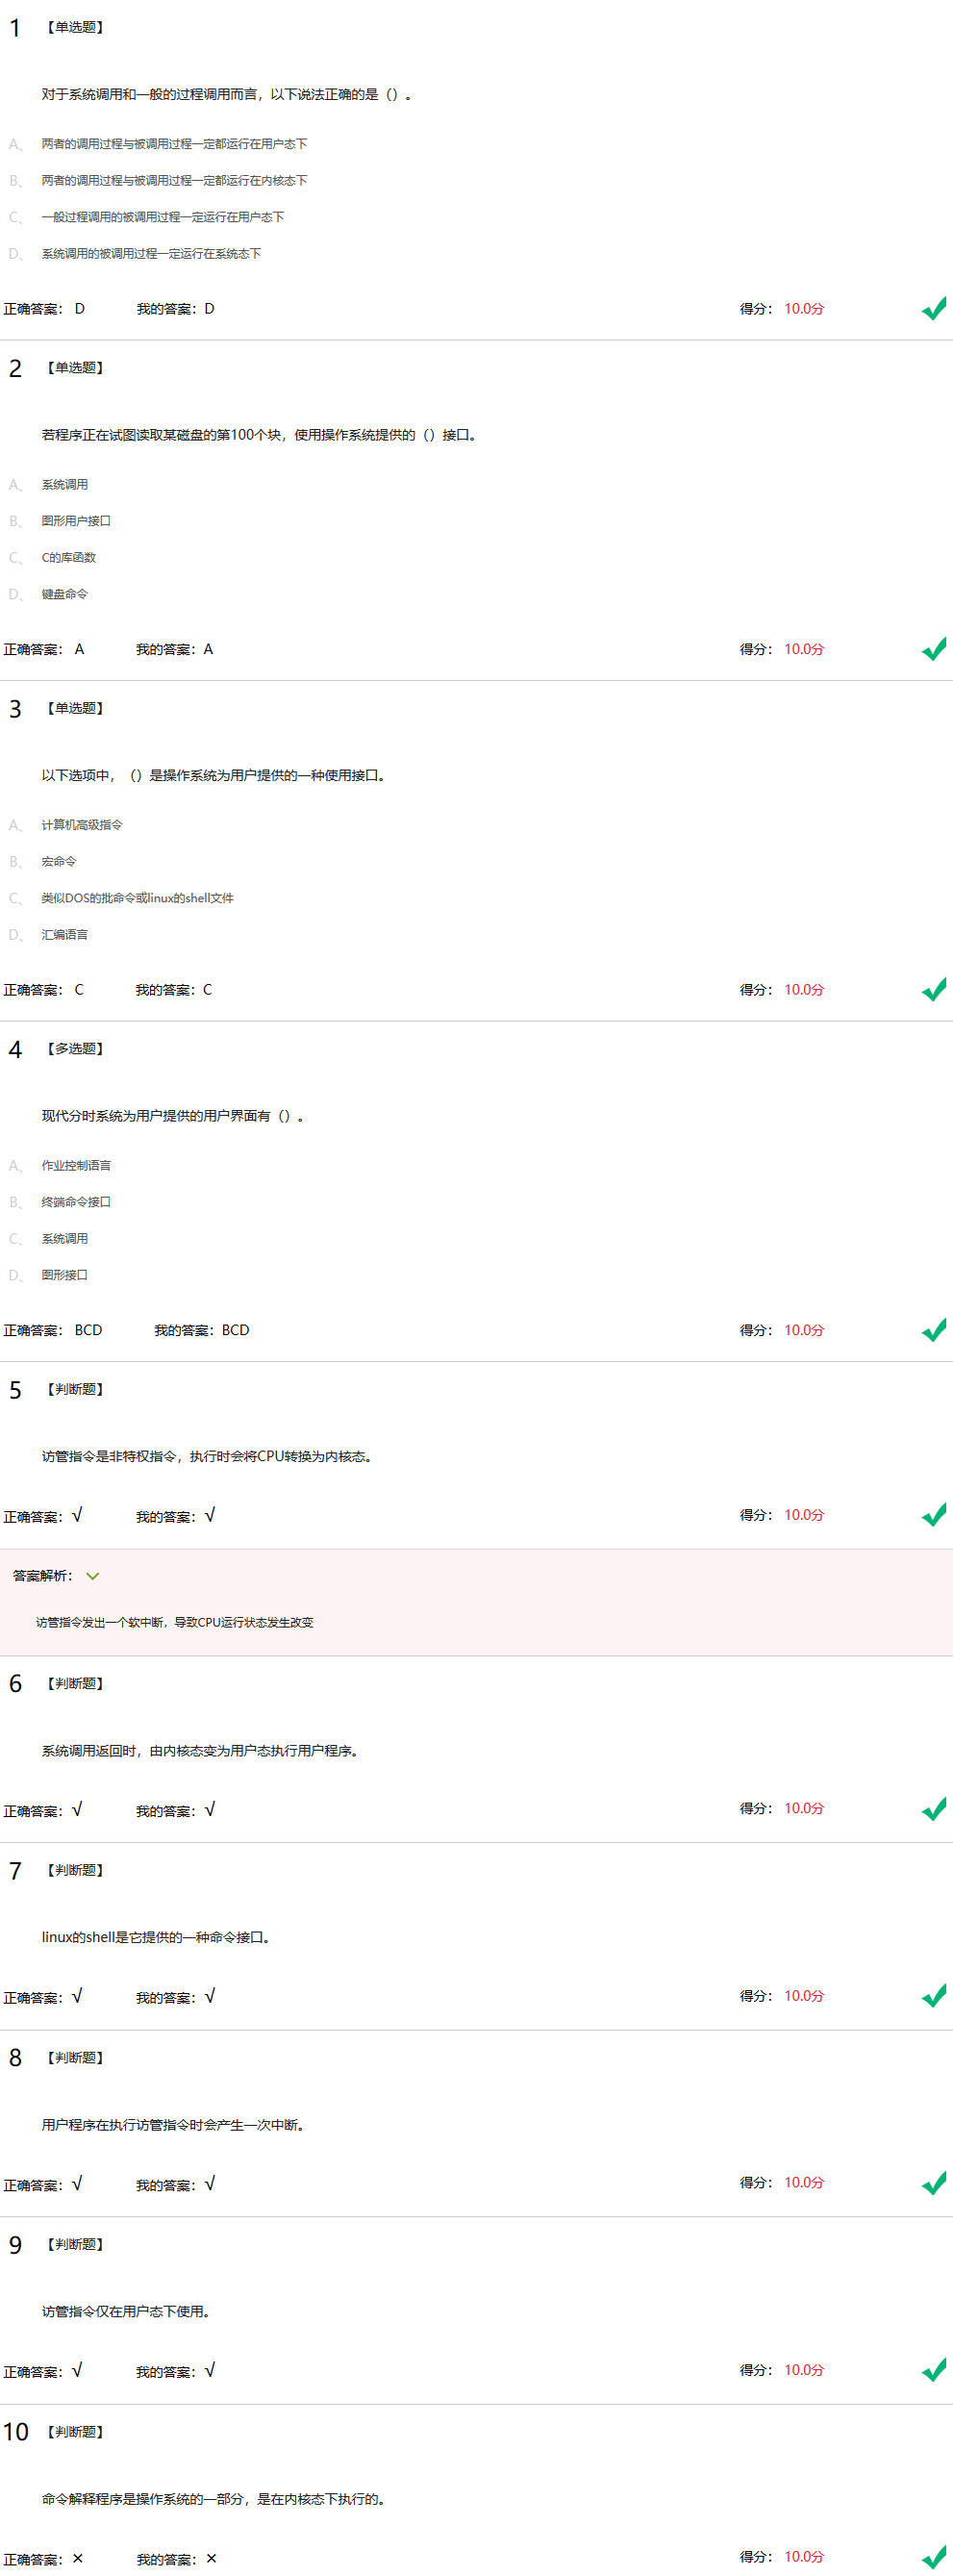 1 【单选题】
对于系统调用和一般的过程调用而言，以下说法正确的是（）。
A、 两者的调用过程与被调用过程一定都运行在用户态下
B、 两者的调用过程与被调用过程一定都运行在内核态下
C、 一般过程调用的被调用过程一定运行在用户态下
D、 系统调用的被调用过程一定运行在系统态下
正确答案： D 我的答案：D 得分： 10.0分
2 【单选题】
若程序正在试图读取某磁盘的第100个块，使用操作系统提供的（）接口。
A、 系统调用
B、 图形用户接口
C、 C的库函数
D、 键盘命令
正确答案： A 我的答案：A 得分： 10.0分
3 【单选题】
以下选项中，（）是操作系统为用户提供的一种使用接口。
A、 计算机高级指令
B、 宏命令
C、 类似DOS的批命令或linux的shell文件
D、 汇编语言
正确答案： C 我的答案：C 得分： 10.0分
4 【多选题】
现代分时系统为用户提供的用户界面有（）。
A、 作业控制语言
B、 终端命令接口
C、 系统调用
D、 图形接口
正确答案： BCD 我的答案：BCD 得分： 10.0分
5 【判断题】
访管指令是非特权指令，执行时会将CPU转换为内核态。
正确答案：√ 我的答案：√ 得分： 10.0分
答案解析：
访管指令发出一个软中断，导致CPU运行状态发生改变
6 【判断题】
系统调用返回时，由内核态变为用户态执行用户程序。
正确答案：√ 我的答案：√ 得分： 10.0分
7 【判断题】
linux的shell是它提供的一种命令接口。
正确答案：√ 我的答案：√ 得分： 10.0分
8 【判断题】
用户程序在执行访管指令时会产生一次中断。
正确答案：√ 我的答案：√ 得分： 10.0分
9 【判断题】
访管指令仅在用户态下使用。
正确答案：√ 我的答案：√ 得分： 10.0分
10 【判断题】
命令解释程序是操作系统的一部分，是在内核态下执行的。
正确答案：× 我的答案：× 得分： 10.0分